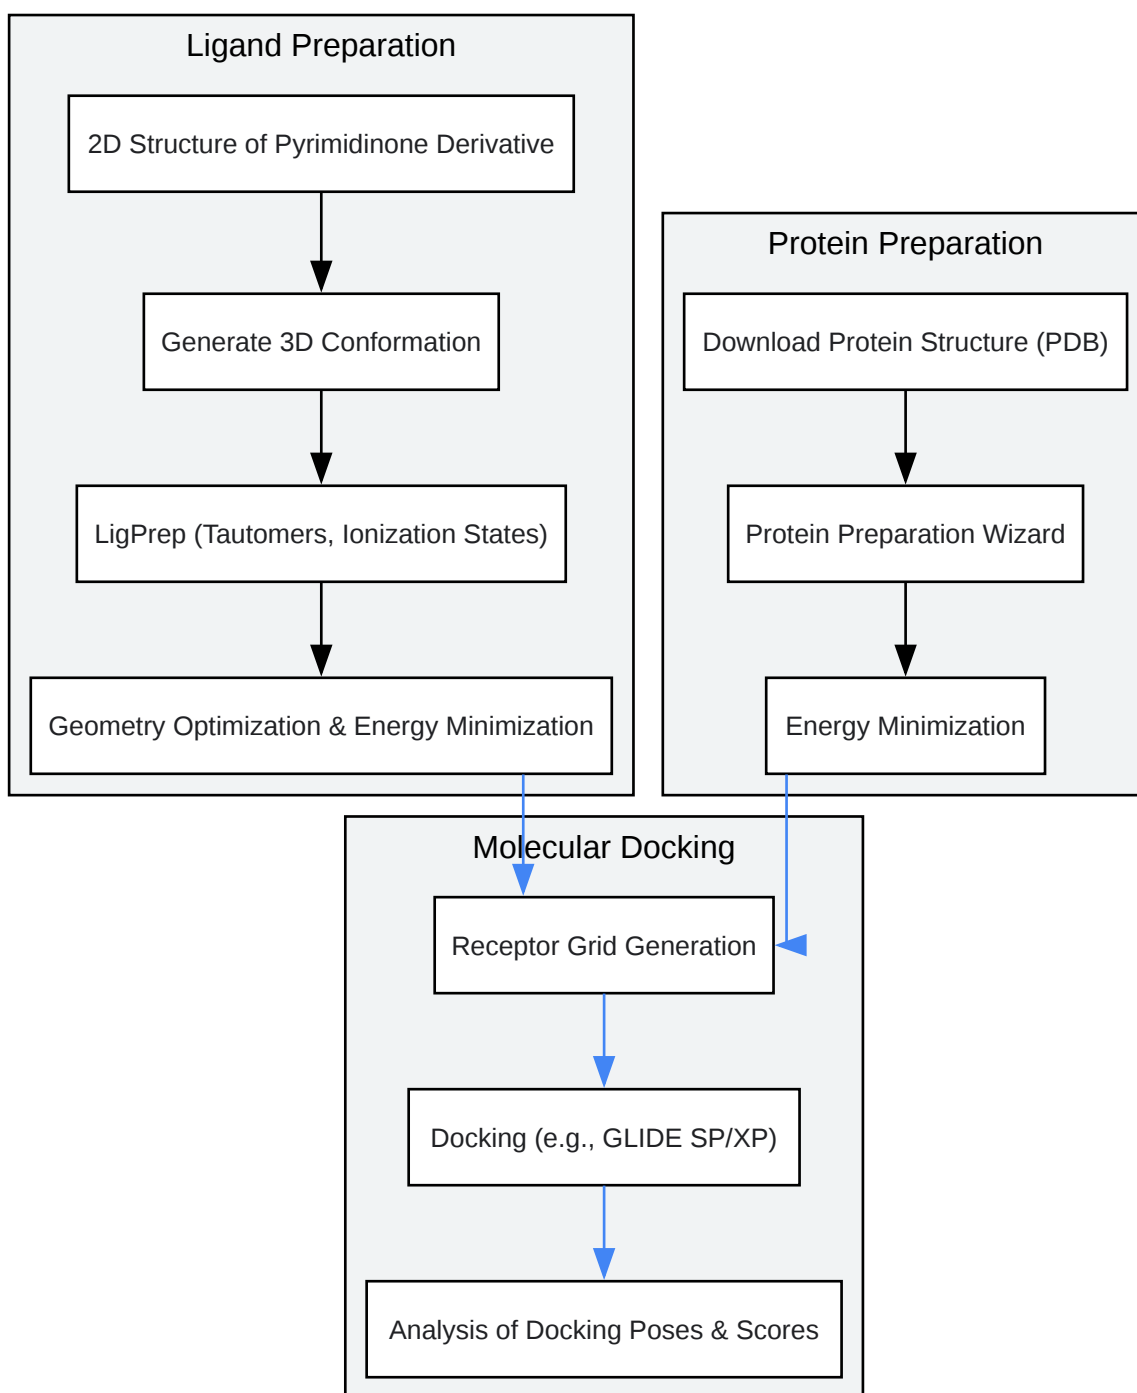 Ligand Preparation
2D Structure of Pyrimidinone Derivative
Generate 3D Conformation
LigPrep (Tautomers, Ionization States)
Geometry Optimization & Energy Minimization
Protein Preparation
Download Protein Structure (PDB)
Protein Preparation Wizard
Energy Minimization
Molecular Docking
Receptor Grid Generation
Docking (e.g., GLIDE SP/XP)
Analysis of Docking Poses & Scores